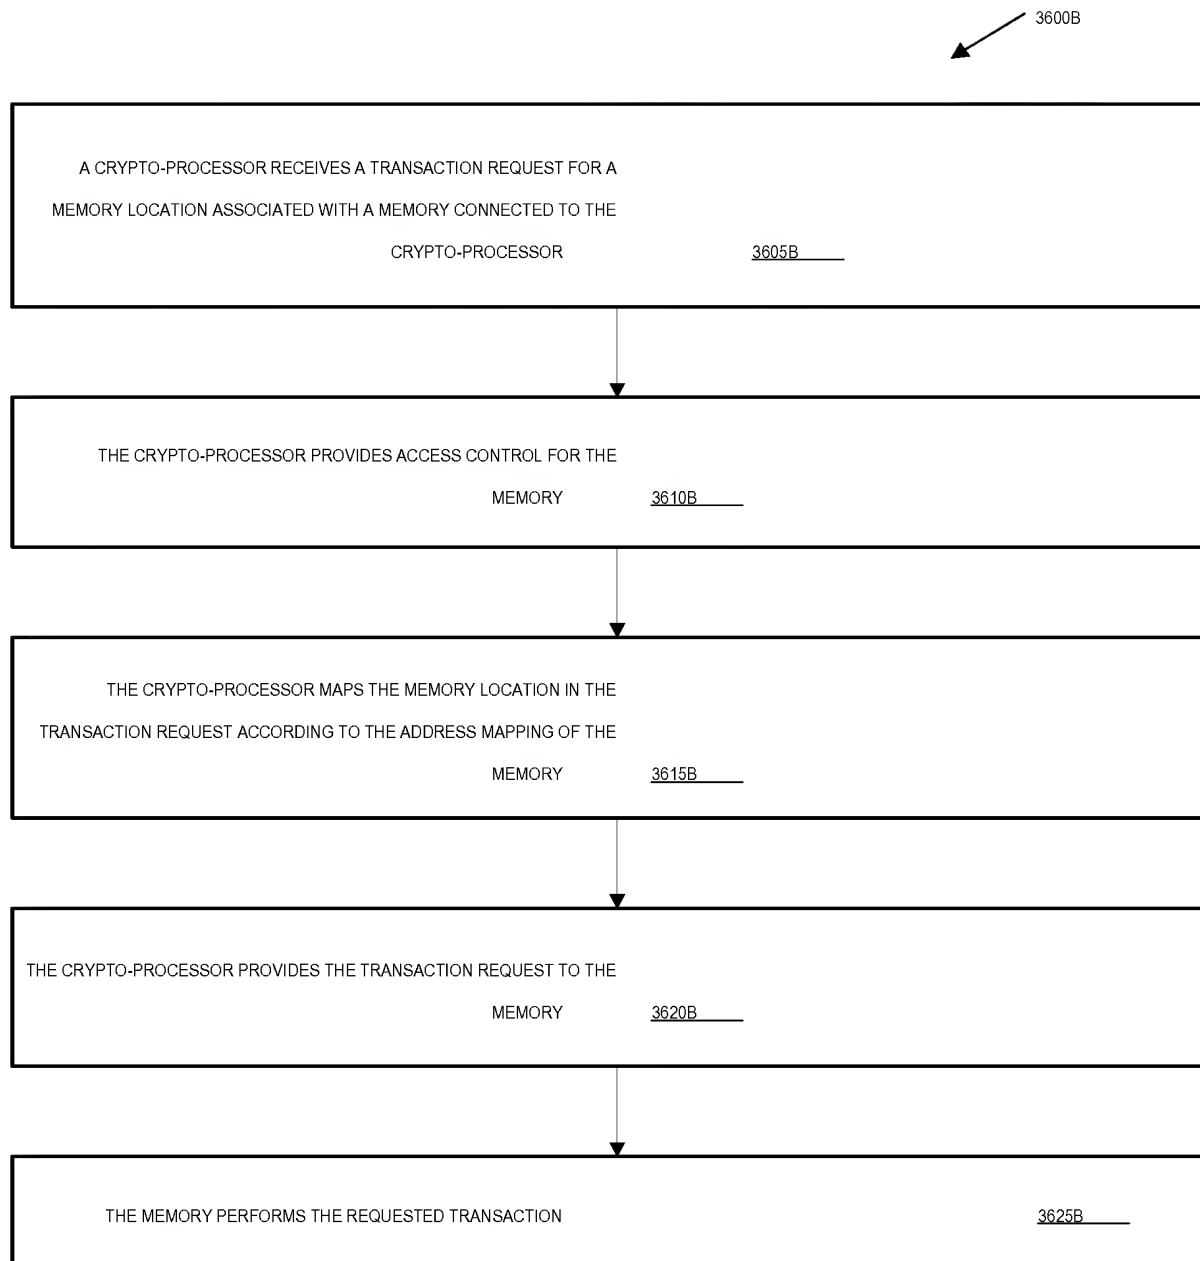 3600B
A CRYPTO-PROCESSOR RECEIVES A TRANSACTION REQUEST FOR A
MEMORY LOCATION ASSOCIATED WITH A MEMORY CONNECTED TO THE
CRYPTO-PROCESSOR 3605B
THE CRYPTO-PROCESSOR PROVIDES ACCESS CONTROL FOR THE
MEMORY 3610B
THE CRYPTO-PROCESSOR MAPS THE MEMORY LOCATION IN THE
TRANSACTION REQUEST ACCORDING TO THE ADDRESS MAPPING OF THE
MEMORY 3615B
THE CRYPTO-PROCESSOR PROVIDES THE TRANSACTION REQUEST TO THE
MEMORY 3620B
THE MEMORY PERFORMS THE REQUESTED TRANSACTION 3625B